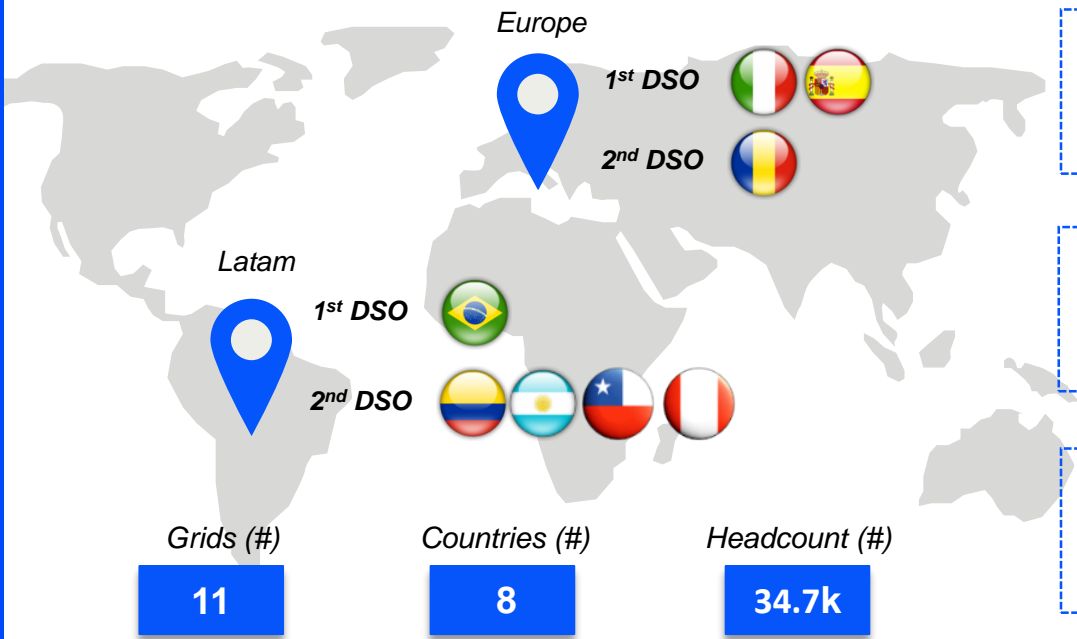 Europe
1st DSO
2nd DSO
Latam
1st DSO
2nd DSO
Grids (#)
Countries (#)
Headcount (#)
11
8
34.7k